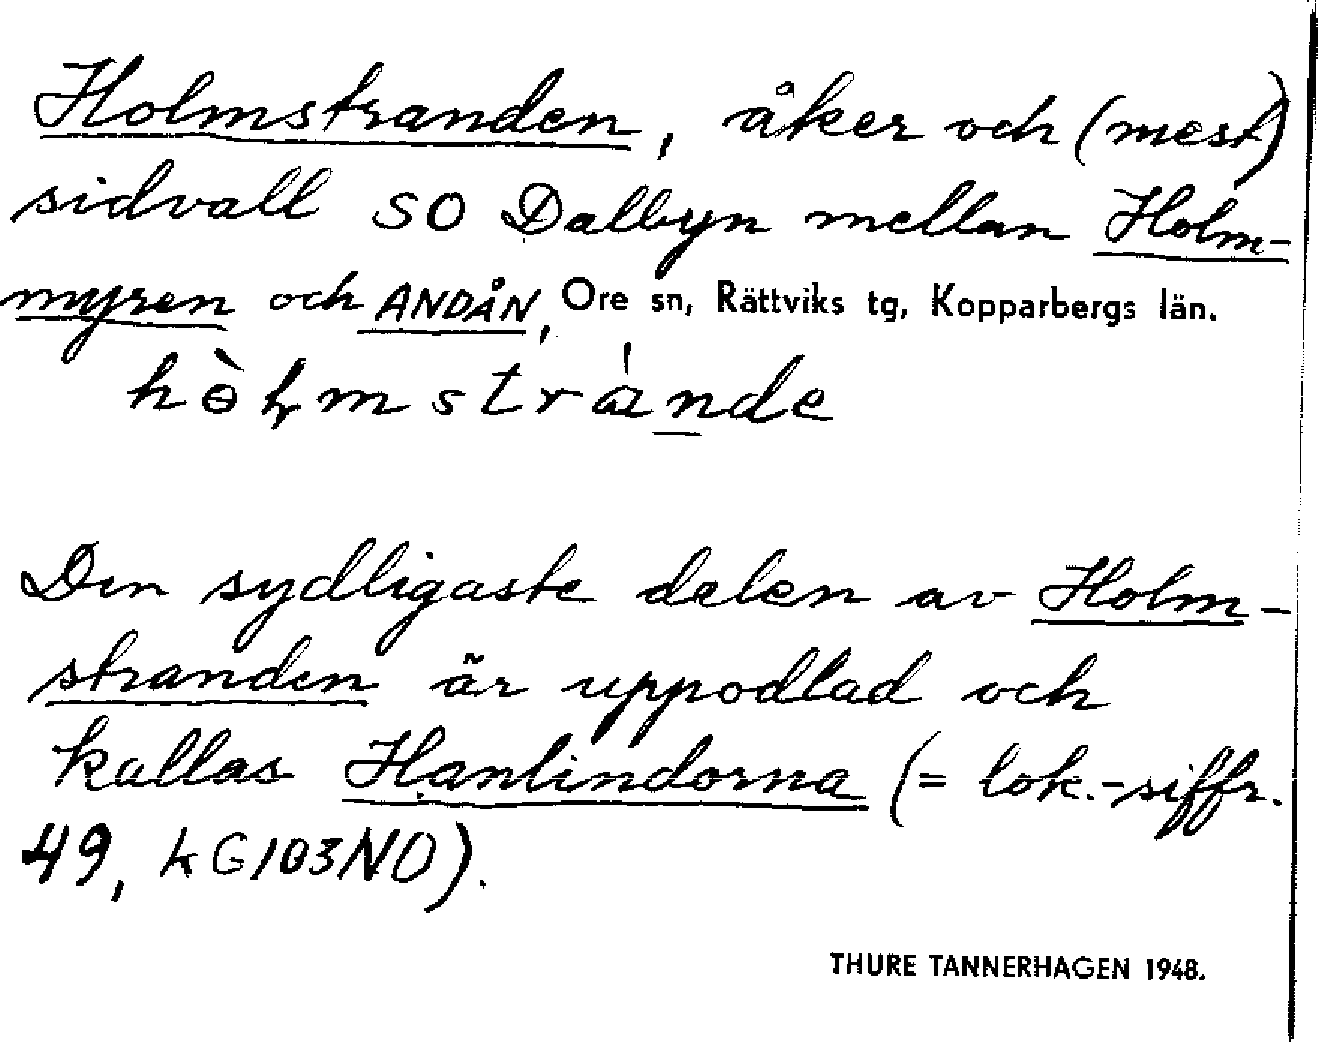 Holmstranden, åker och (mest)
sidvall SO Dalbyn mellan Holm-
myren och ANDÅN, Ore sn, Rättviks tg, Kopparbergs län.
Den sydligaste delen av Holm-
stranden är uppodlad och
kallas Hanlindorna (= lok.-siffr.
49, kG103NO).
THURE TANNERHAGEN 1948.